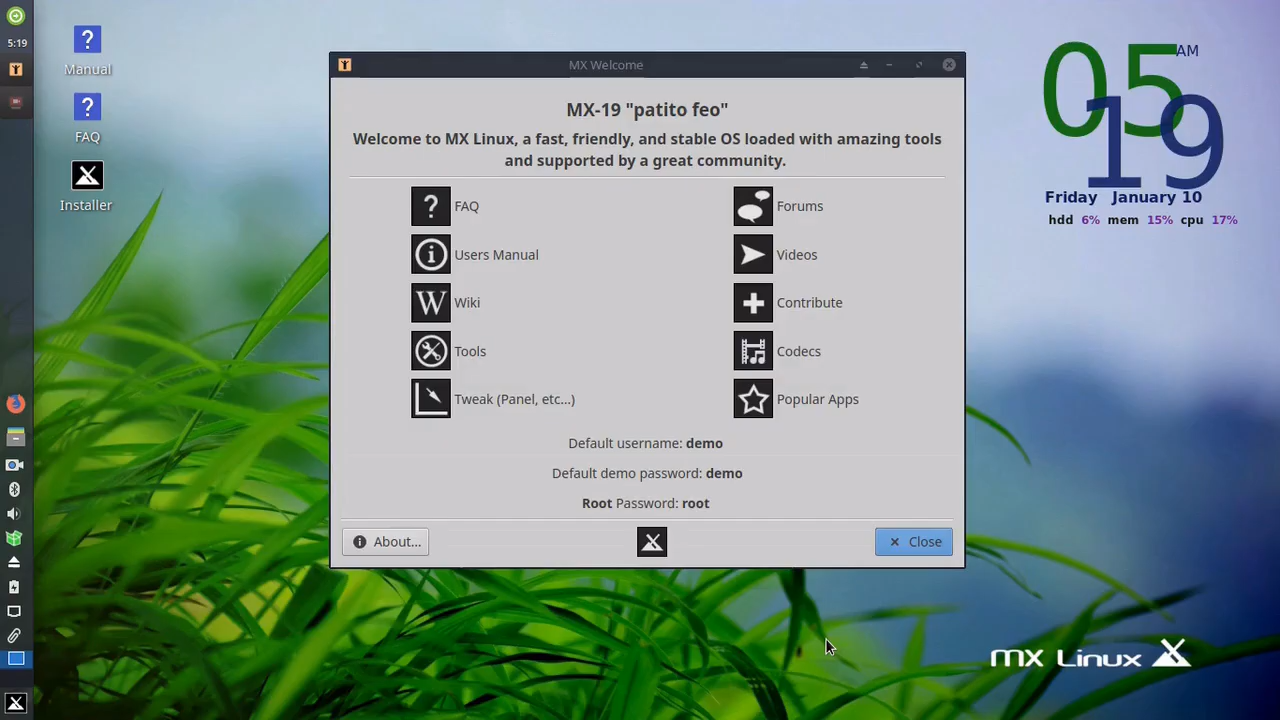 5:19
Manual
FAQ
Installer
MX Welcome
MX-19 "patito feo"
Welcome to MX Linux, a fast, friendly, and stable OS loaded with amazing tools
and supported by a great community.
? FAQ
Forums
i Users Manual
Videos
W Wiki
Contribute
Tools
Codecs
Tweak (Panel, etc...)
Popular Apps
Default username: demo
Default demo password: demo
Root Password: root
About...
Close
05 AM
19
Friday January 10
hdd 6% mem 15% cpu 17%
MX Linux